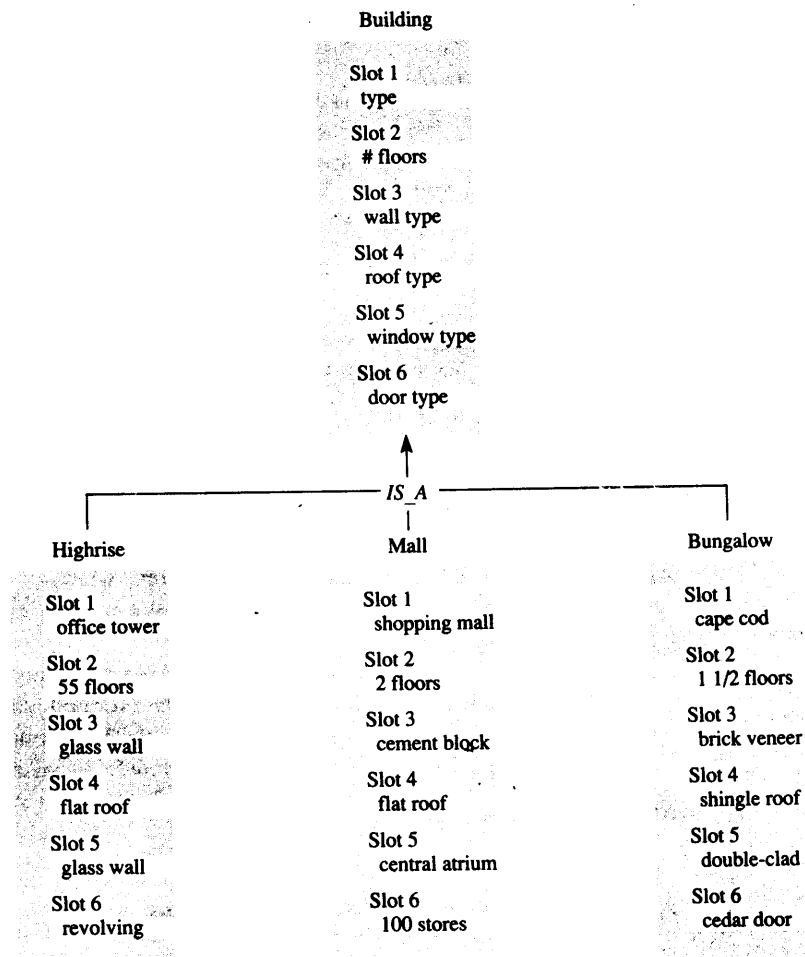 Building
Slot 1
type
Slot 2
# floors
Slot 3
wall type
Slot 4
roof type
Slot 5
window type
Slot 6
door type
IS_A
Highrise
Slot 1
office tower
Slot 2
55 floors
Slot 3
glass wall
Slot 4
flat roof
Slot 5
glass wall
Slot 6
revolving
Mall
Slot 1
shopping mall
Slot 2
2 floors
Slot 3
cement block
Slot 4
flat roof
Slot 5
central atrium
Slot 6
100 stores
Bungalow
Slot 1
cape cod
Slot 2
1 1/2 floors
Slot 3
brick veneer
Slot 4
shingle roof
Slot 5
double-clad
Slot 6
cedar door